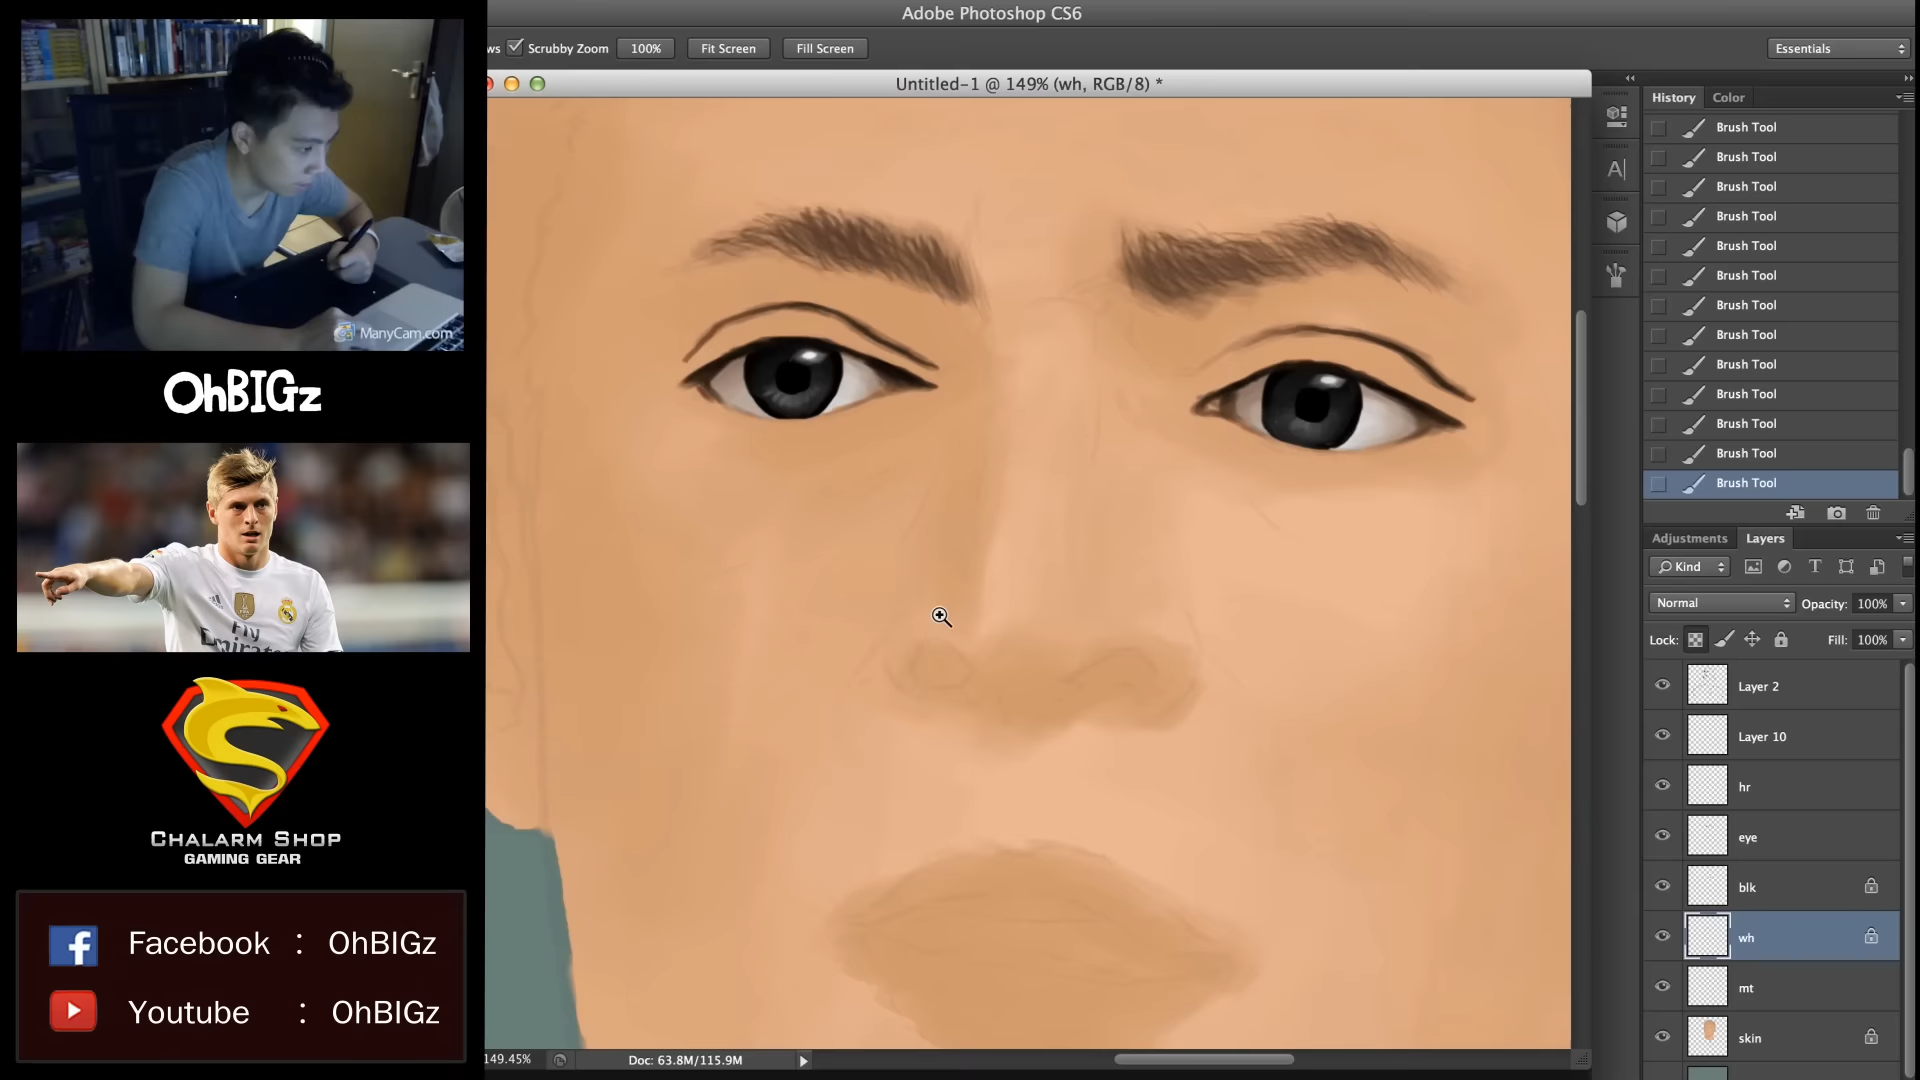 Adobe Photoshop CS6
ws Scrubby Zoom 100% Fit Screen Fill Screen Essentials
Untitled-1 @ 149% (wh, RGB/8) *
ManyCam.com
OhBIGz
Fly
Emirates
CHALARM SHOP
GAMING GEAR
Facebook : OhBIGz
Youtube : OhBIGz
149.45% Doc: 63.8M/115.9M
History Color
Brush Tool
Brush Tool
Brush Tool
Brush Tool
Brush Tool
Brush Tool
Brush Tool
Brush Tool
Brush Tool
Brush Tool
Brush Tool
Brush Tool
Brush Tool
Adjustments Layers
Kind
Normal Opacity: 100%
Lock: Fill: 100%
Layer 2
Layer 10
hr
eye
blk
wh
mt
skin